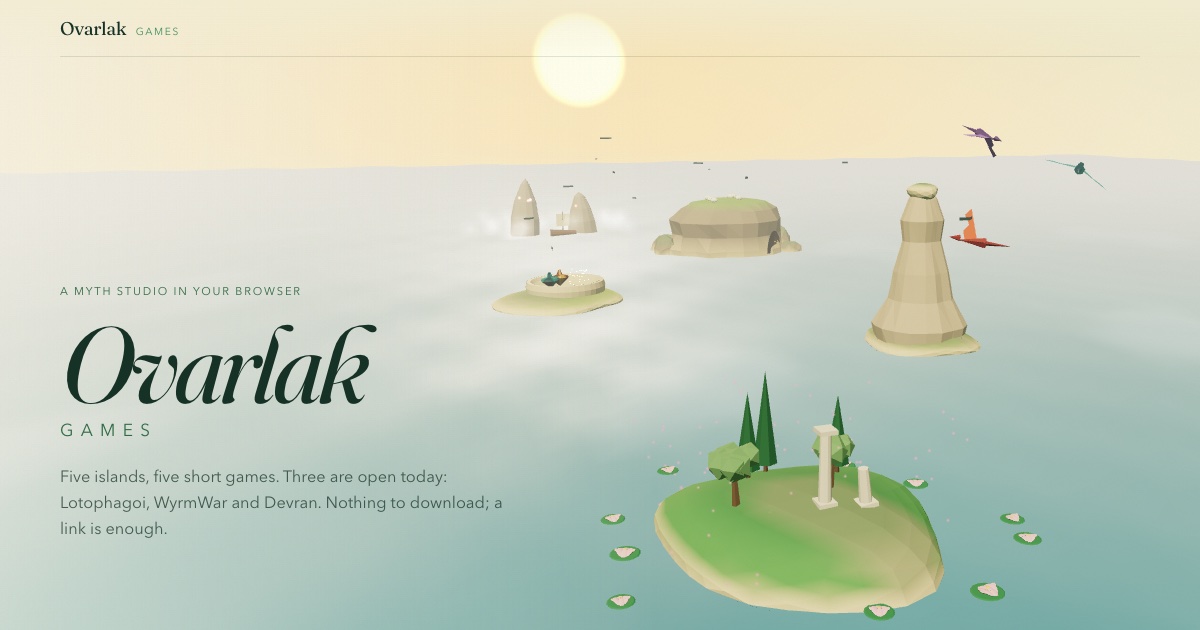 Ovarlak GAMES
A MYTH STUDIO IN YOUR BROWSER
Ovarlak
GAMES
Five islands, five short games. Three are open today:
Lotophagoi, WyrmWar and Devran. Nothing to download; a
link is enough.